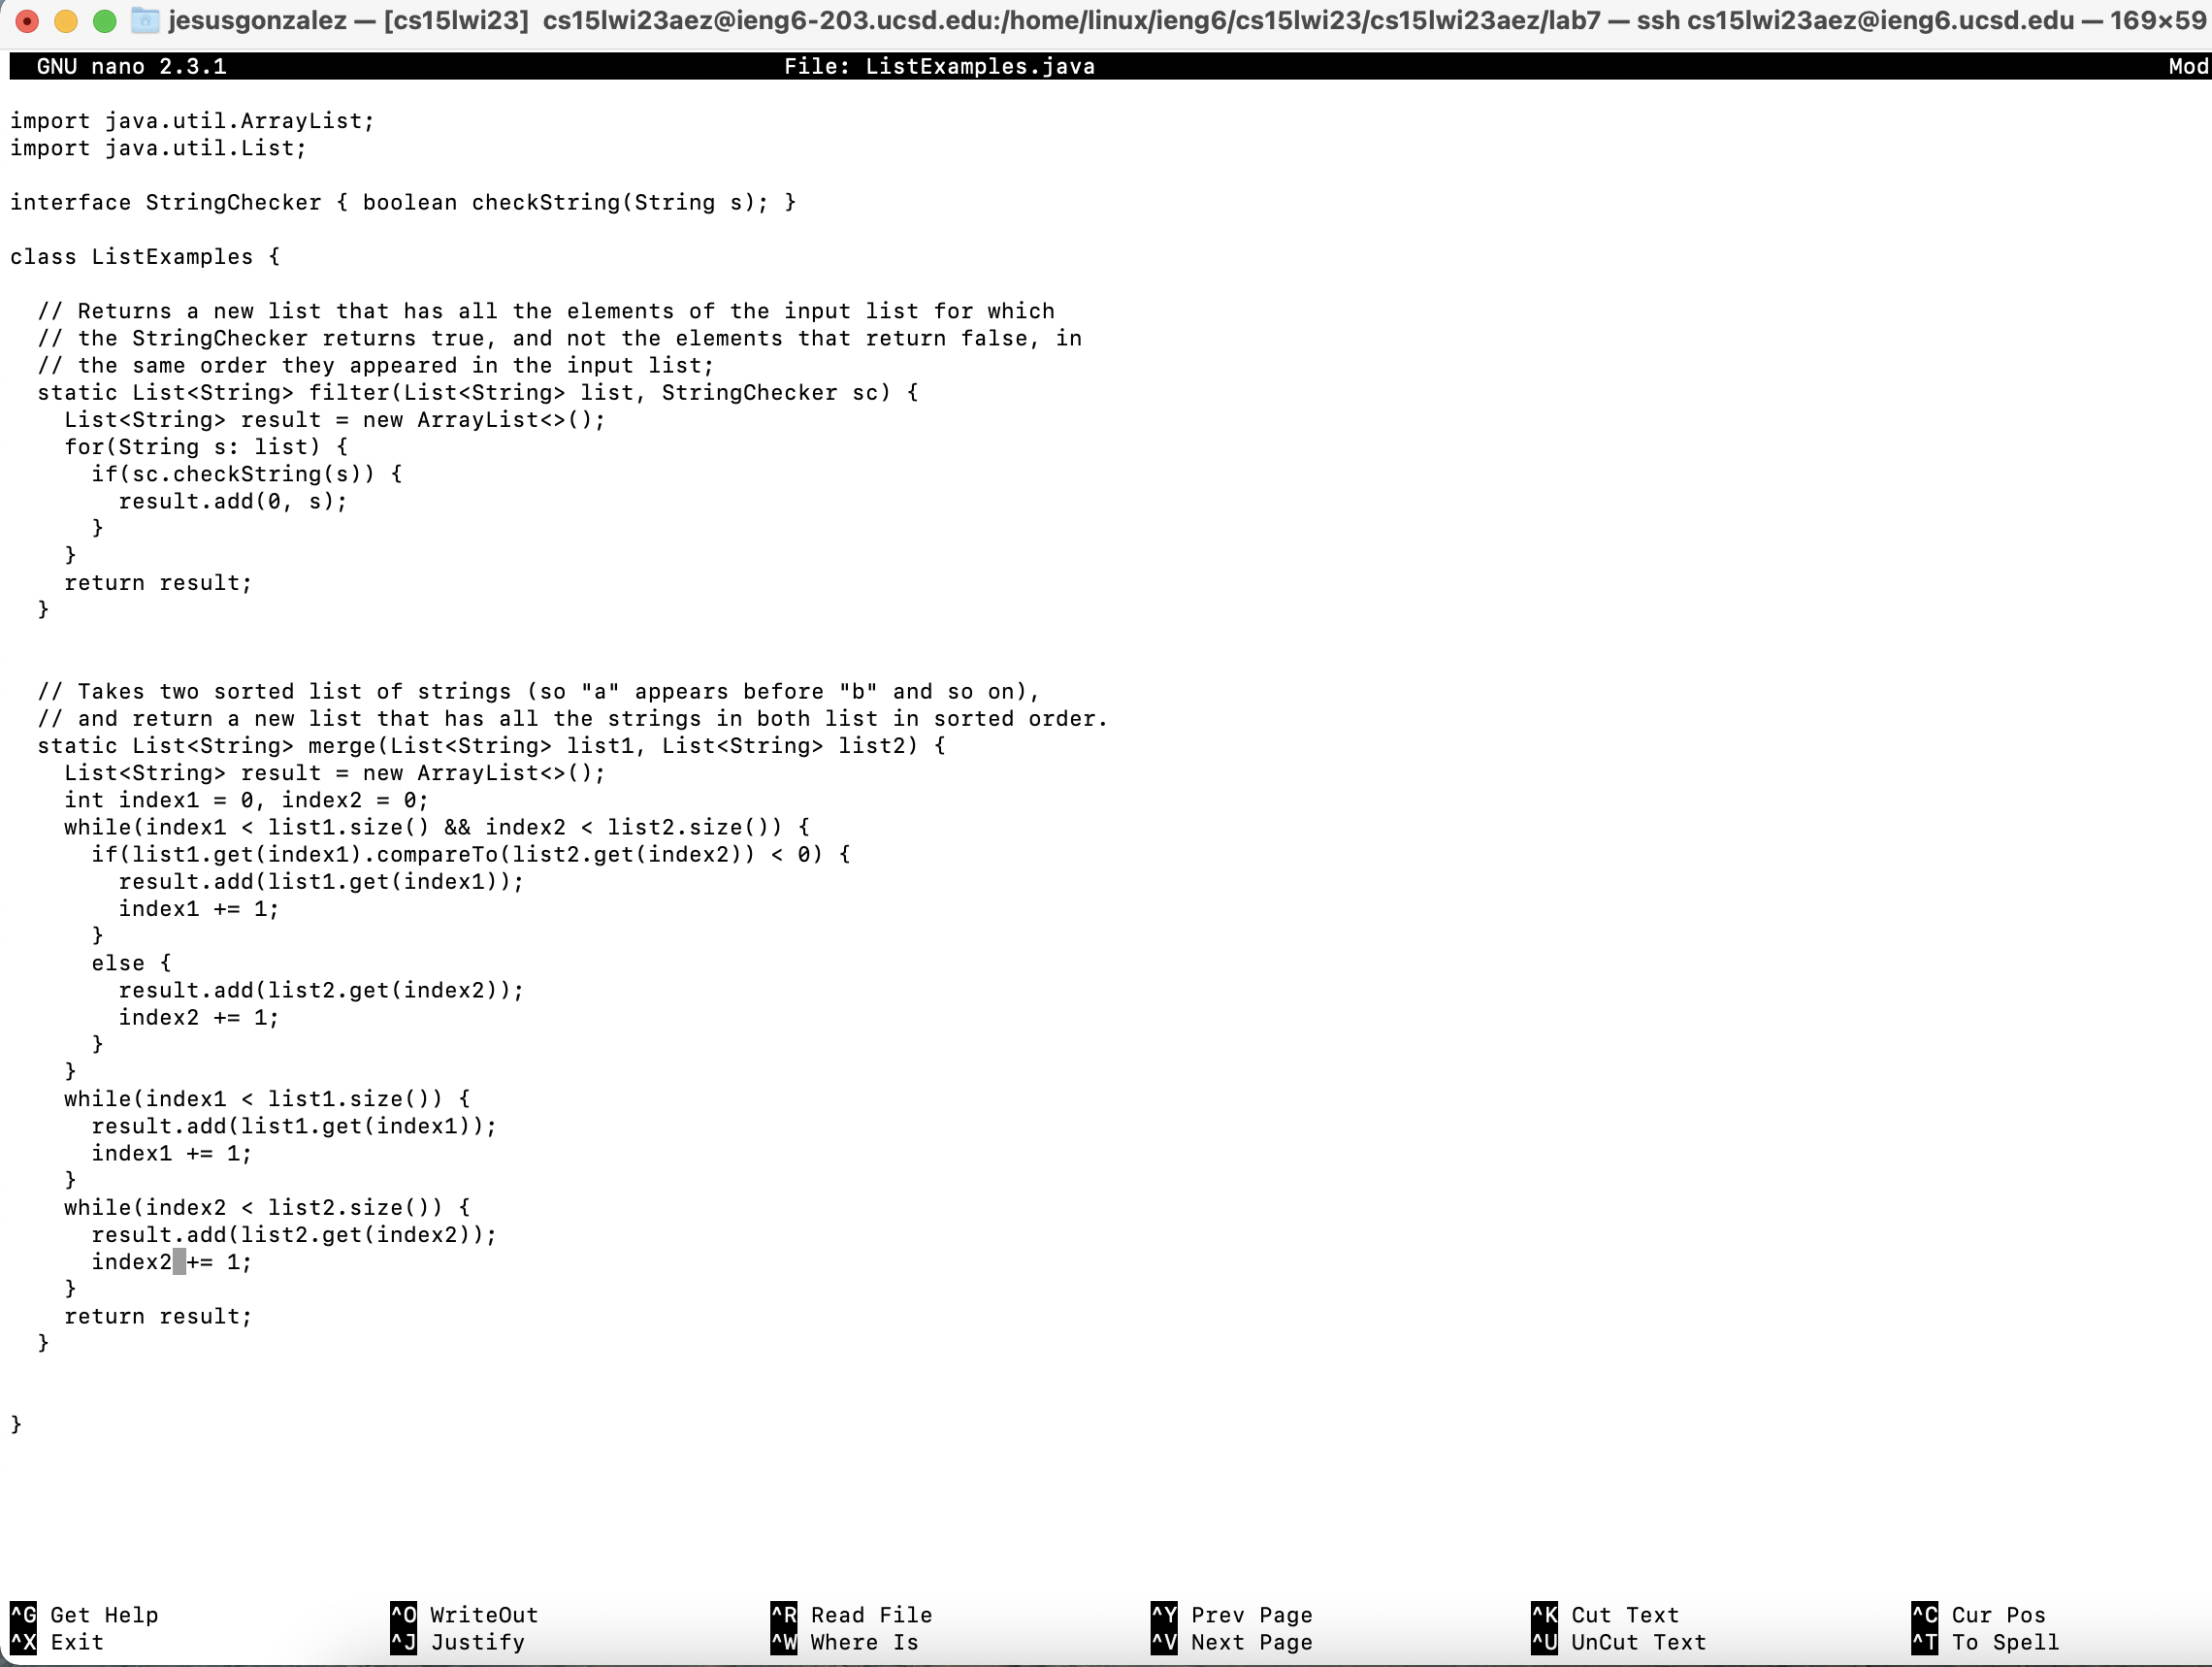 jesusgonzalez — [cs15lwi23] cs15lwi23aez@ieng6-203.ucsd.edu:/home/linux/ieng6/cs15lwi23/cs15lwi23aez/lab7 — ssh cs15lwi23aez@ieng6.ucsd.edu — 169×59
GNU nano 2.3.1 File: ListExamples.java Mod
import java.util.ArrayList;
import java.util.List;
interface StringChecker { boolean checkString(String s); }
class ListExamples {
  // Returns a new list that has all the elements of the input list for which
  // the StringChecker returns true, and not the elements that return false, in
  // the same order they appeared in the input list;
  static List<String> filter(List<String> list, StringChecker sc) {
    List<String> result = new ArrayList<>();
    for(String s: list) {
      if(sc.checkString(s)) {
        result.add(0, s);
      }
    }
    return result;
  }
  // Takes two sorted list of strings (so "a" appears before "b" and so on),
  // and return a new list that has all the strings in both list in sorted order.
  static List<String> merge(List<String> list1, List<String> list2) {
    List<String> result = new ArrayList<>();
    int index1 = 0, index2 = 0;
    while(index1 < list1.size() && index2 < list2.size()) {
      if(list1.get(index1).compareTo(list2.get(index2)) < 0) {
        result.add(list1.get(index1));
        index1 += 1;
      }
      else {
        result.add(list2.get(index2));
        index2 += 1;
      }
    }
    while(index1 < list1.size()) {
      result.add(list1.get(index1));
      index1 += 1;
    }
    while(index2 < list2.size()) {
      result.add(list2.get(index2));
      index2 += 1;
    }
    return result;
  }
}
^G Get Help ^O WriteOut ^R Read File ^Y Prev Page ^K Cut Text ^C Cur Pos
^X Exit ^J Justify ^W Where Is ^V Next Page ^U UnCut Text ^T To Spell